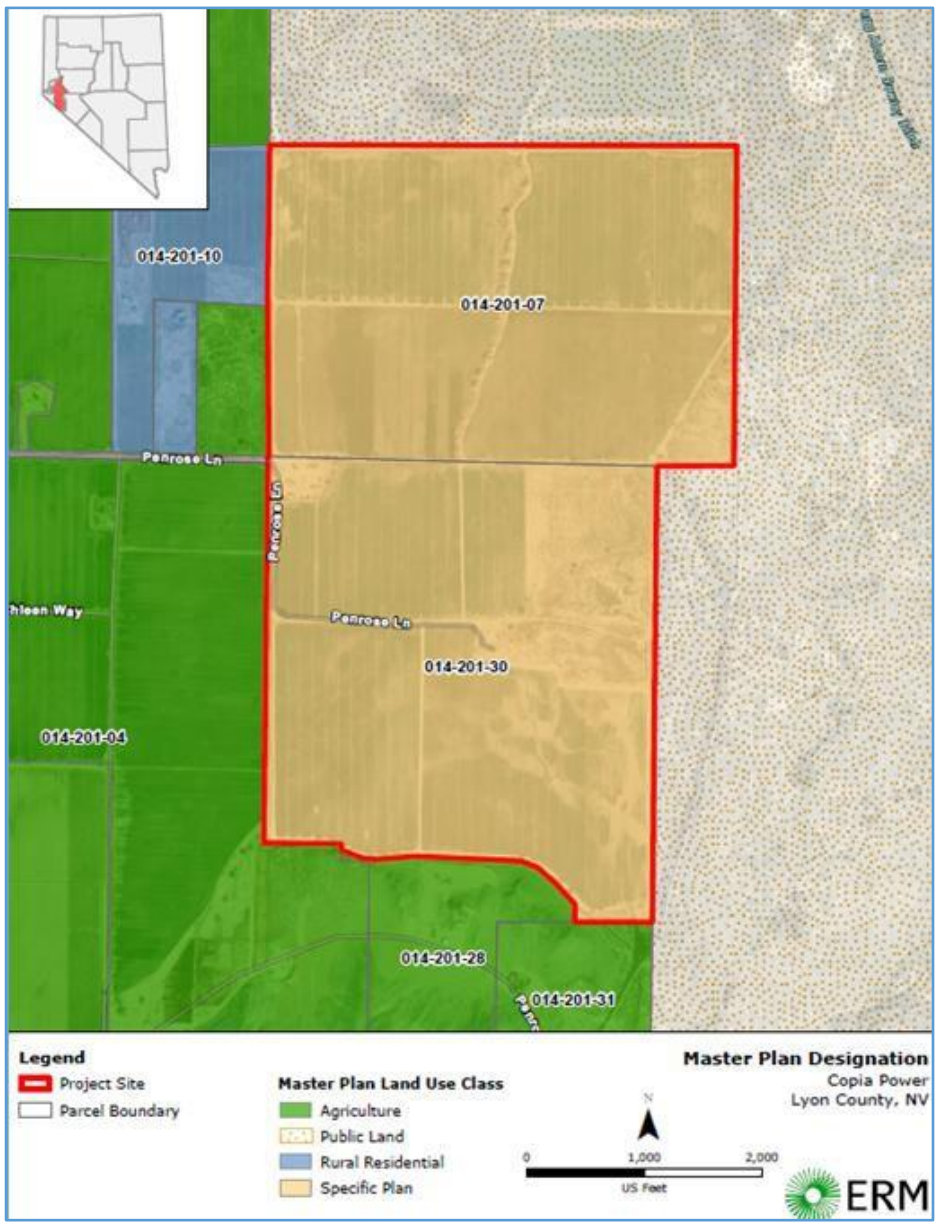 014-201-10
014-201-07
Penrose Ln
Penrose Ln
hleen Way
Penrose Ln
014-201-30
014-201-04
014-201-28
014-201-31
Penro
Legend
Project Site
Parcel Boundary
Master Plan Land Use Class
Agriculture
Public Land
Rural Residential
Specific Plan
Master Plan Designation
Copia Power
Lyon County, NV
N
0 1,000 2,000
US Feet
ERM